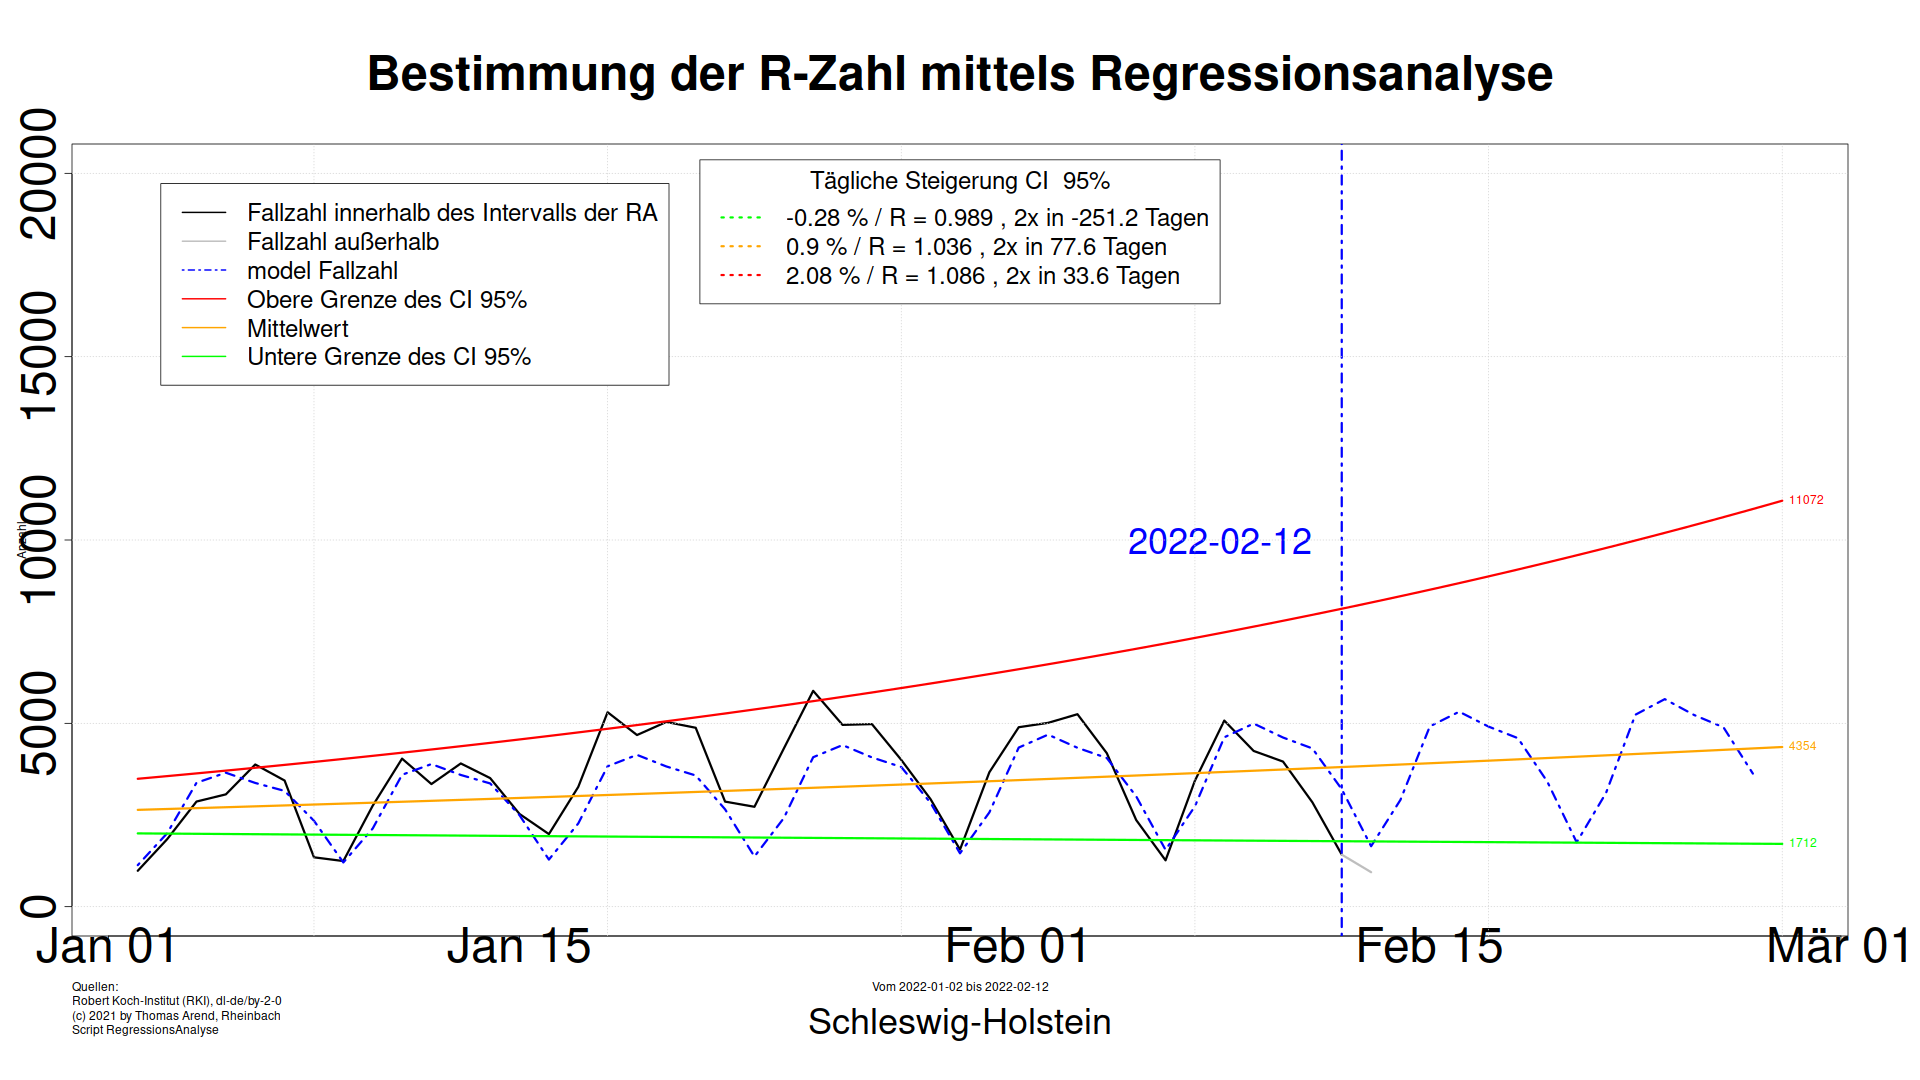 Bestimmung der R-Zahl mittels Regressionsanalyse
Fallzahl innerhalb des Intervalls der RA
Fallzahl außerhalb
model Fallzahl
Obere Grenze des CI 95%
Mittelwert
Untere Grenze des CI 95%
Tägliche Steigerung CI  95%
-0.28 % / R = 0.989 , 2x in -251.2 Tagen
0.9 % / R = 1.036 , 2x in 77.6 Tagen
2.08 % / R = 1.086 , 2x in 33.6 Tagen
20000
15000
10000
5000
0
Anzahl
2022-02-12
11072
4354
1712
Jan 01
Jan 15
Feb 01
Feb 15
Mär 01
Quellen:
Robert Koch-Institut (RKI), dl-de/by-2-0
(c) 2021 by Thomas Arend, Rheinbach
Script RegressionsAnalyse
Vom 2022-01-02 bis 2022-02-12
Schleswig-Holstein